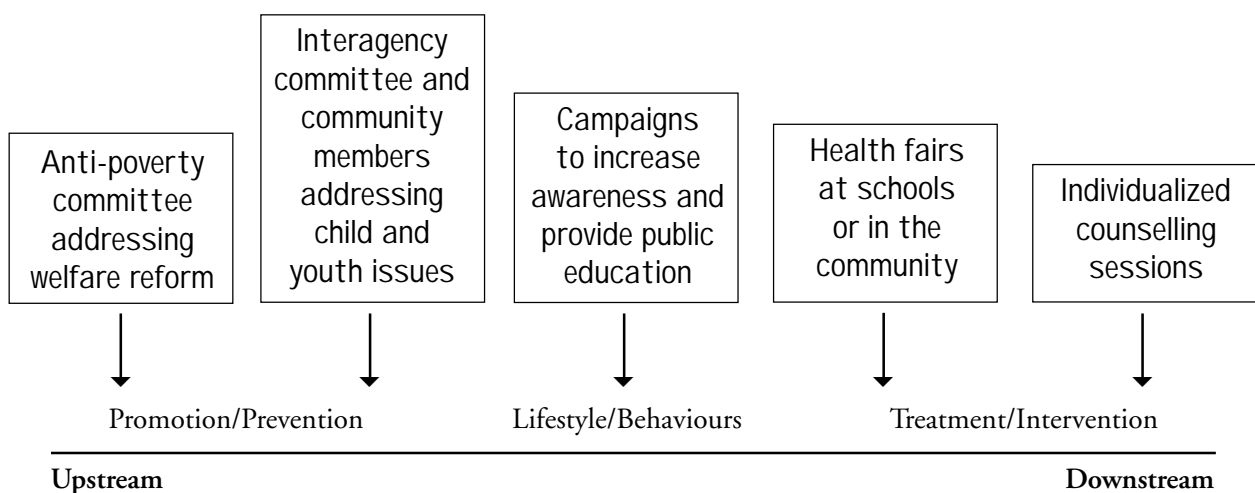 Anti-poverty
committee
addressing
welfare reform
Interagency
committee and
community
members
addressing
child and
youth issues
Campaigns
to increase
awareness and
provide public
education
Health fairs
at schools
or in the
community
Individualized
counselling
sessions
Promotion/Prevention
Lifestyle/Behaviours
Treatment/Intervention
Upstream
Downstream